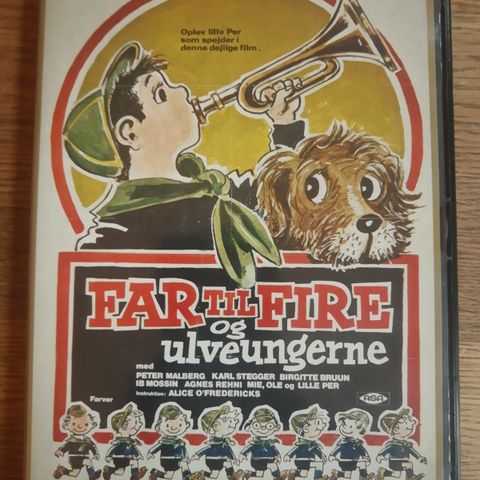 Oplev lille Per
som spejder i
denne dejlige film.
FAR TIL FIRE
og
ulveungerne
med
PETER MALBERG KARL STEGGER BIRGITTE BRUUN
IB MOSSIN AGNES REHNI MIE, OLE og LILLE PER
Instruktion: ALICE O'FREDERICKS
ASA
Farver